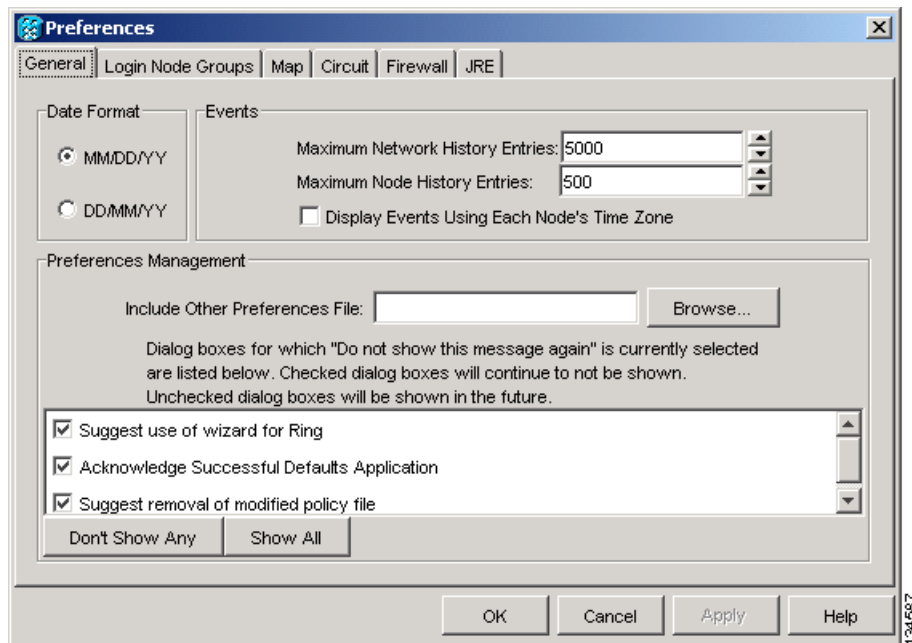 Preferences
General Login Node Groups Map Circuit Firewall JRE
Date Format
MM/DD/YY
DD/MM/YY
Events
Maximum Network History Entries: 5000
Maximum Node History Entries: 500
Display Events Using Each Node's Time Zone
Preferences Management
Include Other Preferences File: Browse...
Dialog boxes for which "Do not show this message again" is currently selected
are listed below. Checked dialog boxes will continue to not be shown.
Unchecked dialog boxes will be shown in the future.
Suggest use of wizard for Ring
Acknowledge Successful Defaults Application
Suggest removal of modified policy file
Don't Show Any Show All
OK Cancel Apply Help